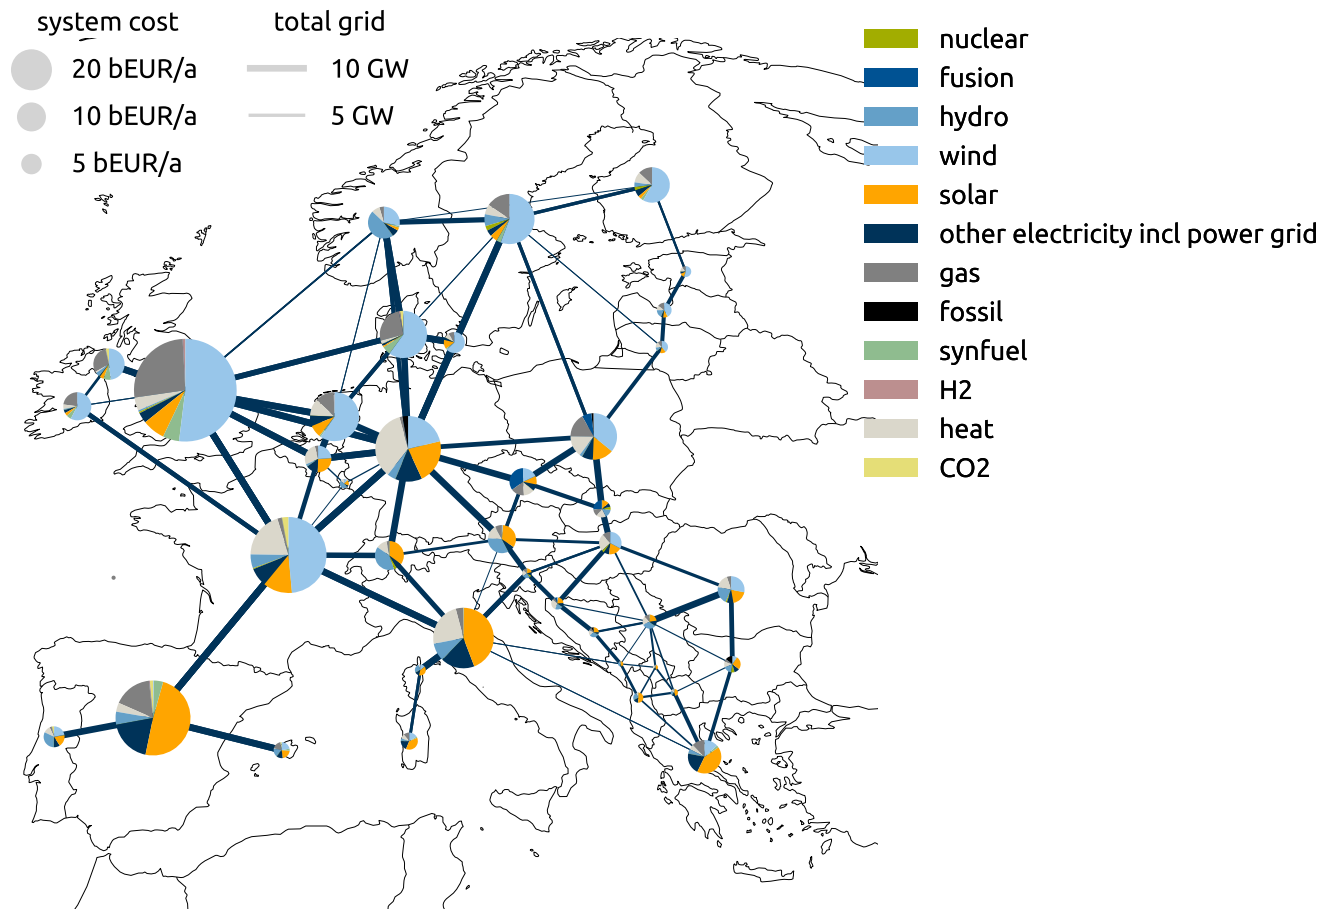 system cost
total grid
20 bEUR/a
10 GW
10 bEUR/a
5 GW
5 bEUR/a
nuclear
fusion
hydro
wind
solar
other electricity incl power grid
gas
fossil
synfuel
H2
heat
CO2